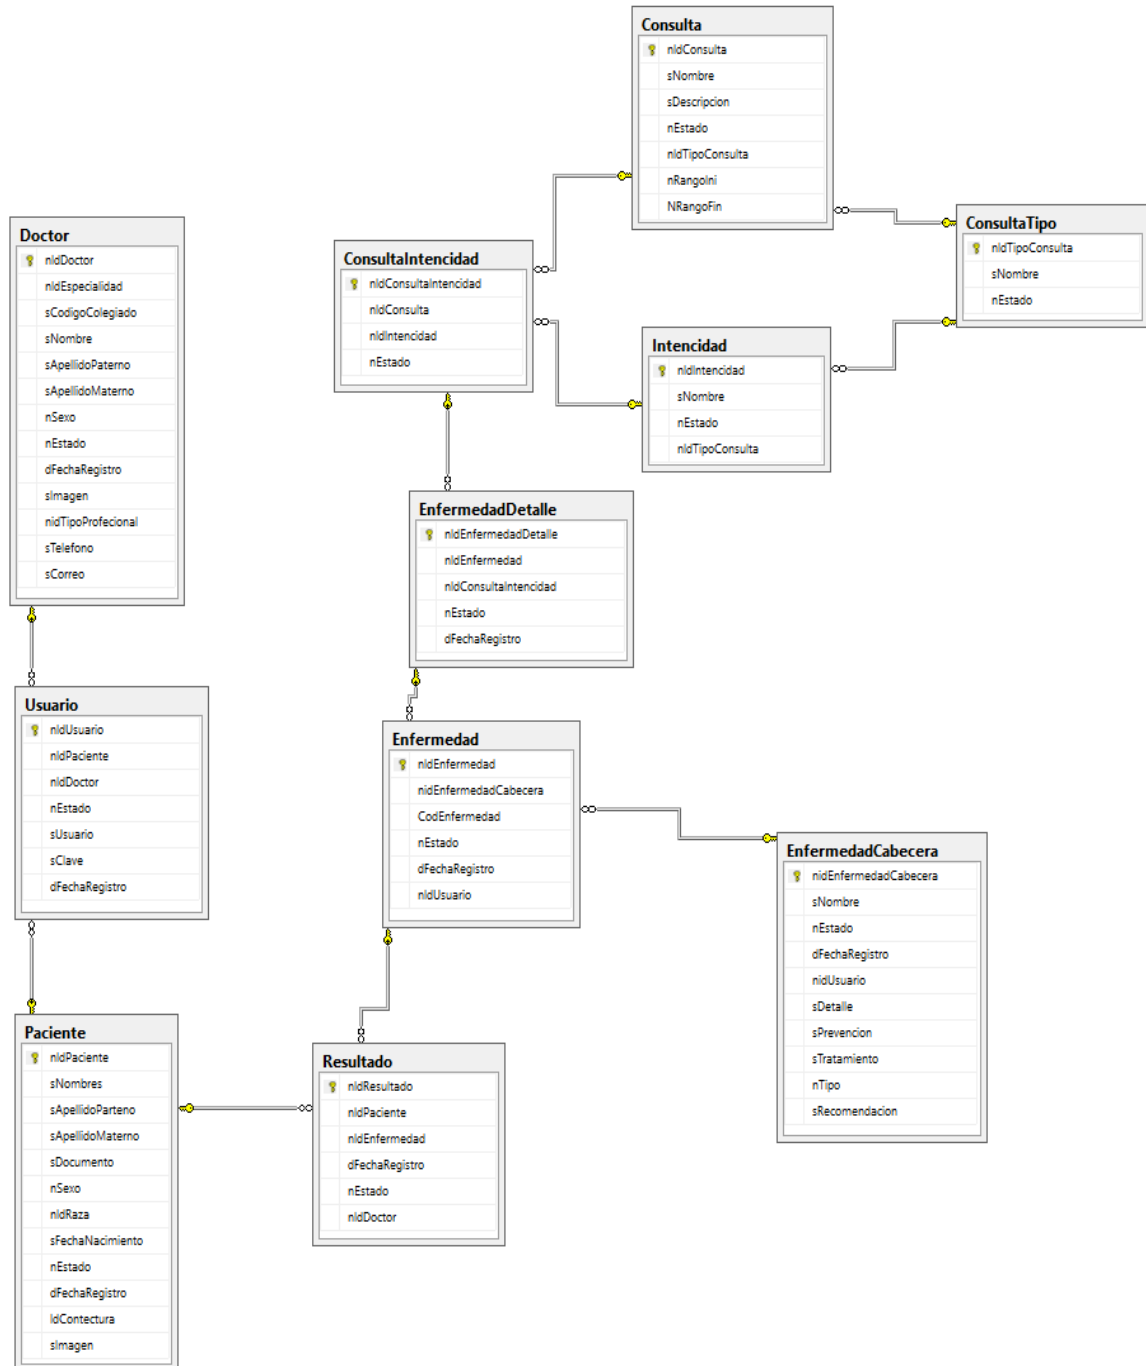 Consulta
nIdConsulta
sNombre
sDescripcion
nEstado
nIdTipoConsulta
nRangoIni
NRangoFin
ConsultaTipo
nIdTipoConsulta
sNombre
nEstado
Doctor
nIdDoctor
nIdEspecialidad
sCodigoColegiado
sNombre
sApellidoPaterno
sApellidoMaterno
nSexo
nEstado
dFechaRegistro
sImagen
nidTipoProfecional
sTelefono
sCorreo
ConsultaIntencidad
nIdConsultaIntencidad
nIdConsulta
nIdIntencidad
nEstado
Intencidad
nIdIntencidad
sNombre
nEstado
nIdTipoConsulta
EnfermedadDetalle
nIdEnfermedadDetalle
nIdEnfermedad
nIdConsultaIntencidad
nEstado
dFechaRegistro
Usuario
nIdUsuario
nIdPaciente
nIdDoctor
nEstado
sUsuario
sClave
dFechaRegistro
Enfermedad
nIdEnfermedad
nidEnfermedadCabecera
CodEnfermedad
nEstado
dFechaRegistro
nIdUsuario
EnfermedadCabecera
nidEnfermedadCabecera
sNombre
nEstado
dFechaRegistro
nidUsuario
sDetalle
sPrevencion
sTratamiento
nTipo
sRecomendacion
Paciente
nIdPaciente
sNombres
sApellidoParteno
sApellidoMaterno
sDocumento
nSexo
nIdRaza
sFechaNacimiento
nEstado
dFechaRegistro
IdContectura
sImagen
Resultado
nIdResultado
nIdPaciente
nIdEnfermedad
dFechaRegistro
nEstado
nIdDoctor